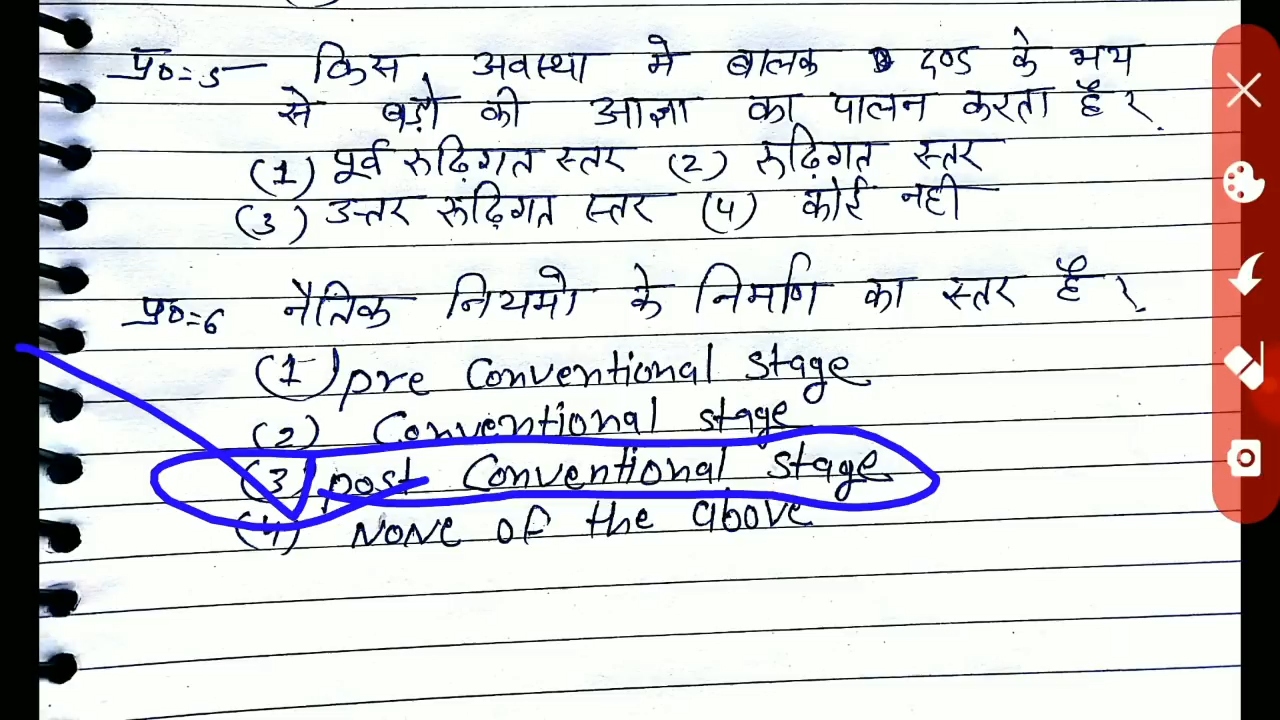 प्र०=5 किस अवस्था मे बालक दण्ड के भय
से बड़ो की आज्ञा का पालन करता है?
(1) पूर्व रुढ़िगत स्तर (2) रुढ़िगत स्तर
(3) उत्तर रुढ़िगत स्तर (4) कोई नही
प्र०=6 नैतिक नियमो के निर्माण का स्तर है?
(1) pre Conventional stage
(2) Conventional stage
(3) post Conventional stage
(4) NONE OF the above